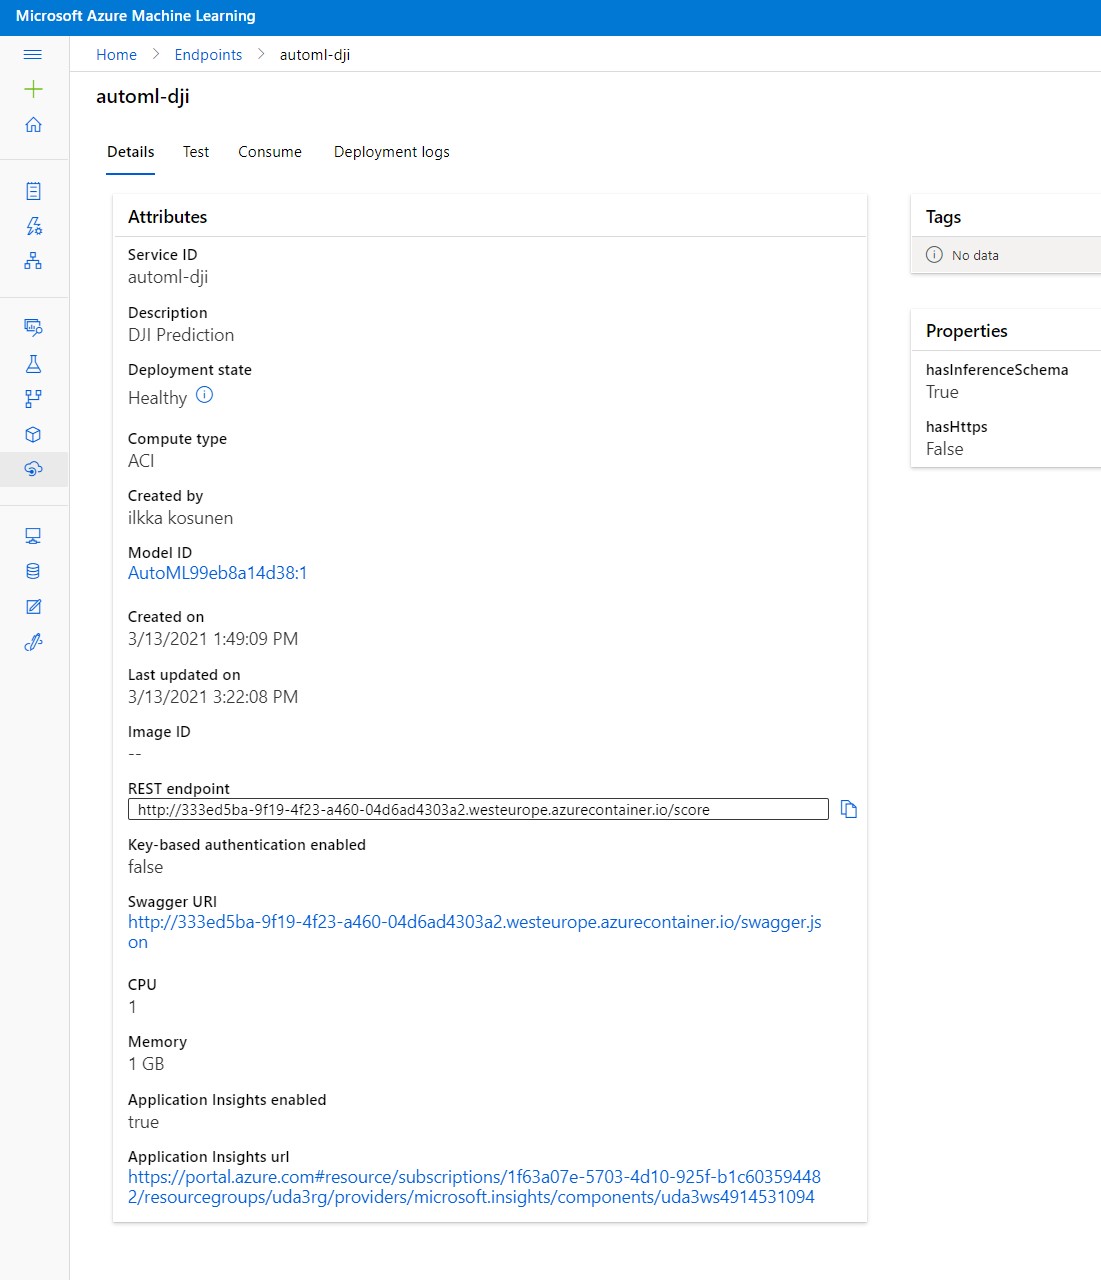 Microsoft Azure Machine Learning
Home > Endpoints > automl-dji
automl-dji
Details Test Consume Deployment logs
Attributes
Service ID
automl-dji
Description
DJI Prediction
Deployment state
Healthy
Compute type
ACI
Created by
ilkka kosunen
Model ID
AutoML99eb8a14d38:1
Created on
3/13/2021 1:49:09 PM
Last updated on
3/13/2021 3:22:08 PM
Image ID
--
REST endpoint
http://333ed5ba-9f19-4f23-a460-04d6ad4303a2.westeurope.azurecontainer.io/score
Key-based authentication enabled
false
Swagger URI
http://333ed5ba-9f19-4f23-a460-04d6ad4303a2.westeurope.azurecontainer.io/swagger.js
on
CPU
1
Memory
1 GB
Application Insights enabled
true
Application Insights url
https://portal.azure.com#resource/subscriptions/1f63a07e-5703-4d10-925f-b1c60359448
2/resourcegroups/uda3rg/providers/microsoft.insights/components/uda3ws4914531094
Tags
No data
Properties
hasInferenceSchema
True
hasHttps
False